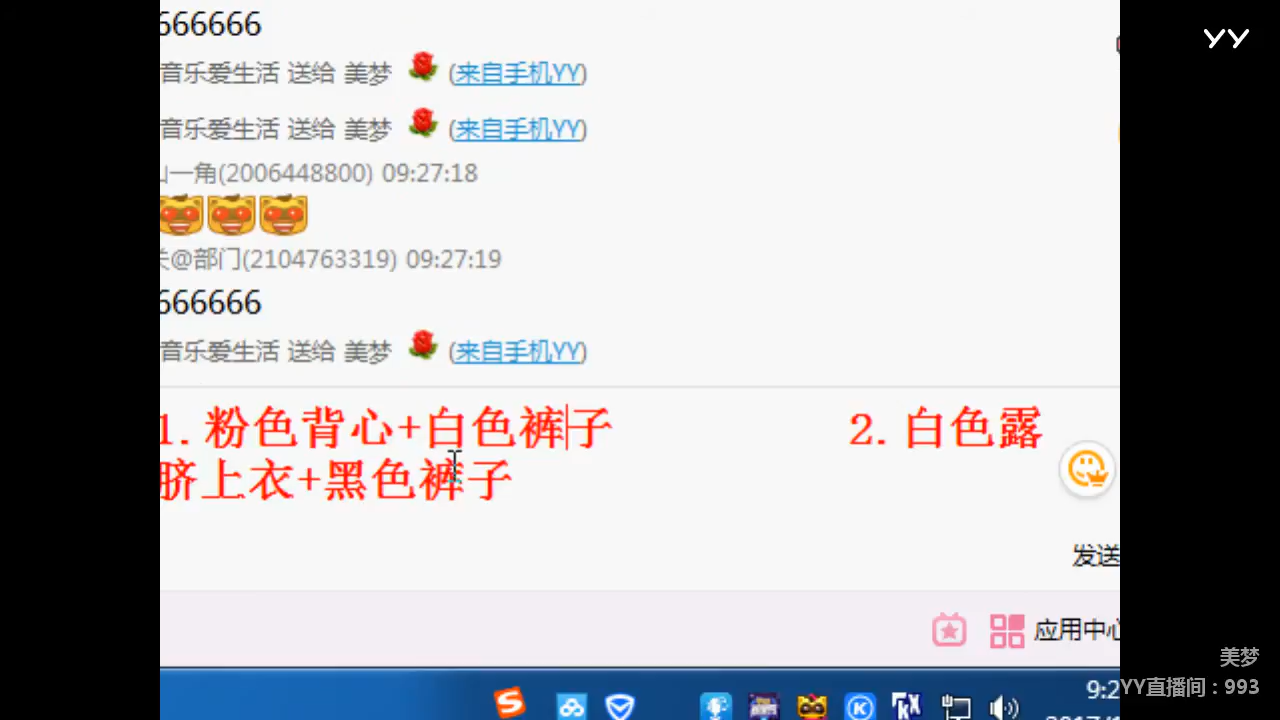 666666
YY
音乐爱生活 送给 美梦 (来自手机YY)
音乐爱生活 送给 美梦 (来自手机YY)
山一角(2006448800) 09:27:18
@部门(2104763319) 09:27:19
666666
音乐爱生活 送给 美梦 (来自手机YY)
1.粉色背心+白色裤子 2.白色露
脐上衣+黑色裤子
发送
应用中心
美梦
9:2
YY直播间：993